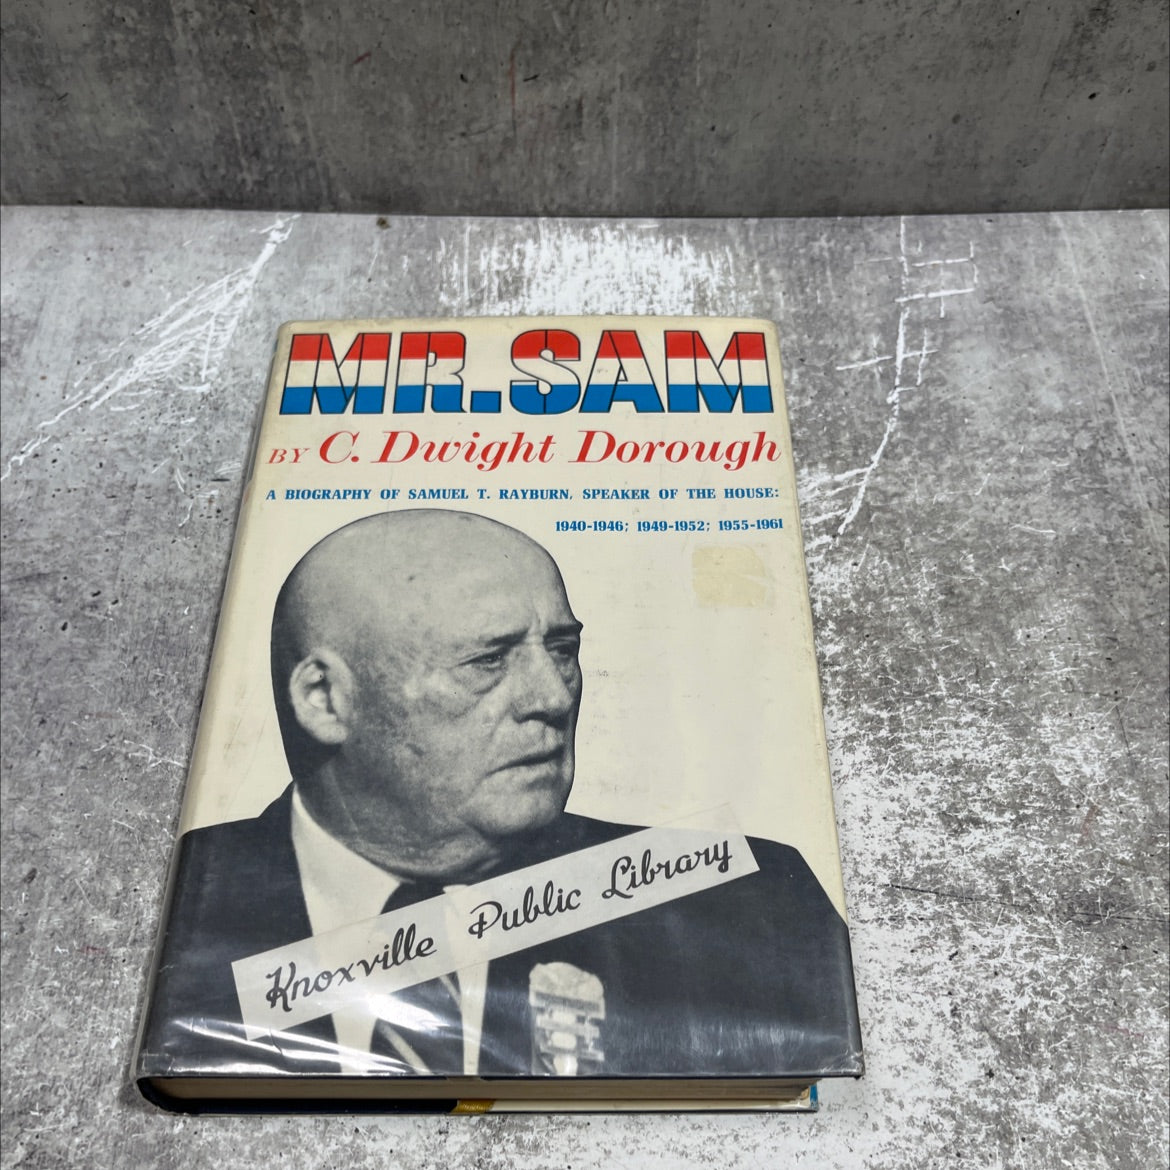 MR. SAM
BY C. Dwight Dorough
A BIOGRAPHY OF SAMUEL T. RAYBURN, SPEAKER OF THE HOUSE:
1940-1946; 1949-1952; 1955-1961
Knoxville Public Library